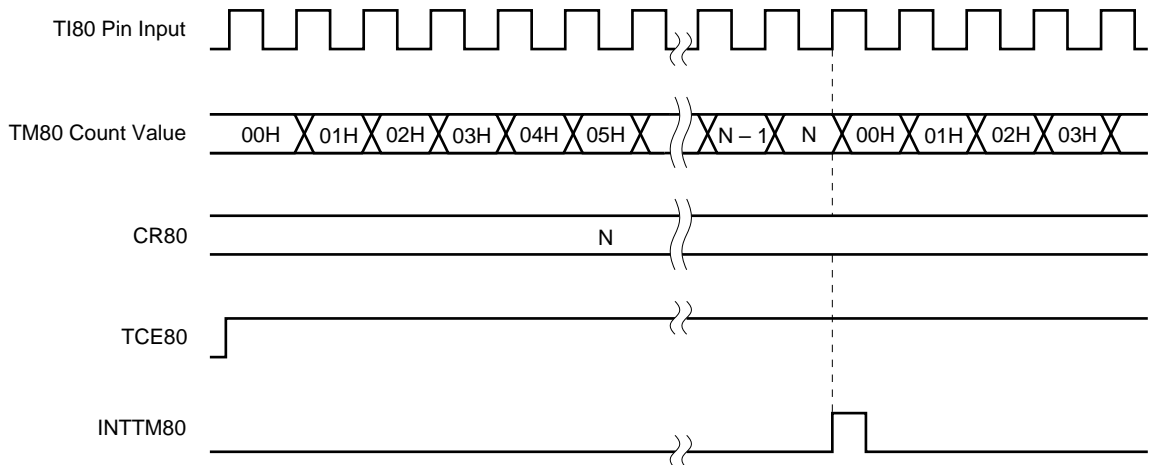 TI80 Pin Input
TM80 Count Value
00H 01H 02H 03H 04H 05H N – 1 N 00H 01H 02H 03H
CR80
N
TCE80
INTTM80